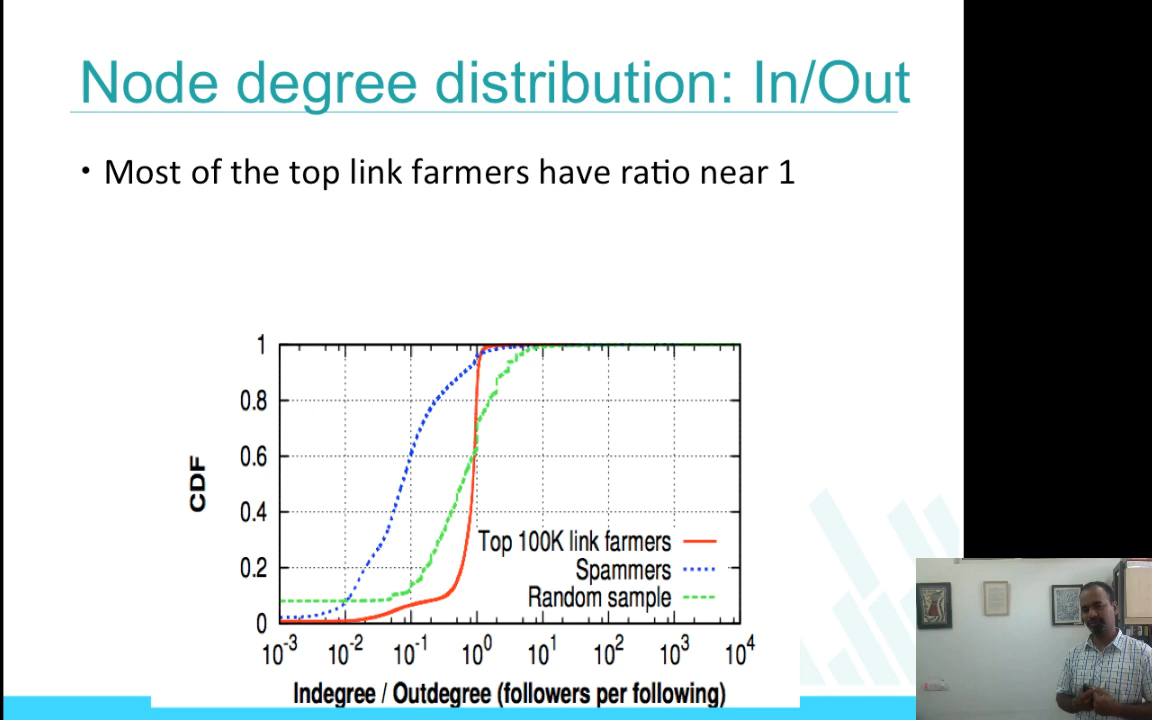 Node degree distribution: In/Out
• Most of the top link farmers have ratio near 1
CDF
1
0.8
0.6
0.4
0.2
0
Top 100K link farmers
Spammers
Random sample
10^-3 10^-2 10^-1 10^0 10^1 10^2 10^3 10^4
Indegree / Outdegree (followers per following)